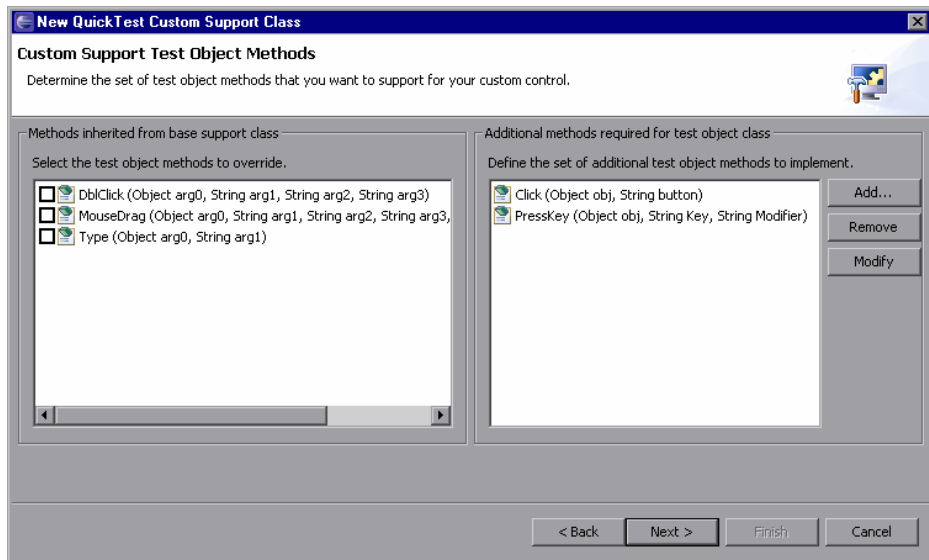 New QuickTest Custom Support Class
Custom Support Test Object Methods
Determine the set of test object methods that you want to support for your custom control.
Methods inherited from base support class
Select the test object methods to override.
DblClick (Object arg0, String arg1, String arg2, String arg3)
MouseDrag (Object arg0, String arg1, String arg2, String arg3,
Type (Object arg0, String arg1)
Additional methods required for test object class
Define the set of additional test object methods to implement.
Click (Object obj, String button)
PressKey (Object obj, String Key, String Modifier)
Add...
Remove
Modify
< Back
Next >
Finish
Cancel